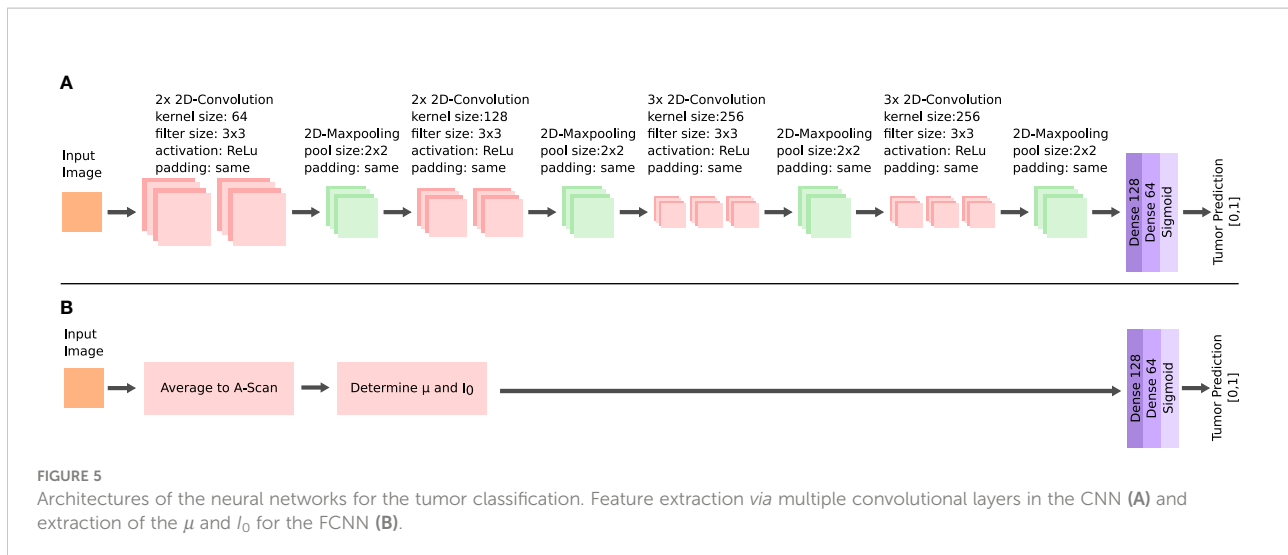 A
2x 2D-Convolution
kernel size: 64
filter size: 3x3
activation: ReLu
padding: same
2D-Maxpooling
pool size:2x2
padding: same
2x 2D-Convolution
kernel size:128
filter size: 3x3
activation: ReLu
padding: same
2D-Maxpooling
pool size:2x2
padding: same
3x 2D-Convolution
kernel size:256
filter size: 3x3
activation: ReLu
padding: same
2D-Maxpooling
pool size:2x2
padding: same
3x 2D-Convolution
kernel size:256
filter size: 3x3
activation: ReLu
padding: same
2D-Maxpooling
pool size:2x2
padding: same
Input
Image
Dense 128
Dense 64
Sigmoid
Tumor Prediction
[0,1]
B
Input
Image
Average to A-Scan
Determine μ and I₀
Dense 128
Dense 64
Sigmoid
Tumor Prediction
[0,1]
FIGURE 5
Architectures of the neural networks for the tumor classification. Feature extraction via multiple convolutional layers in the CNN (A) and
extraction of the μ and I₀ for the FCNN (B).